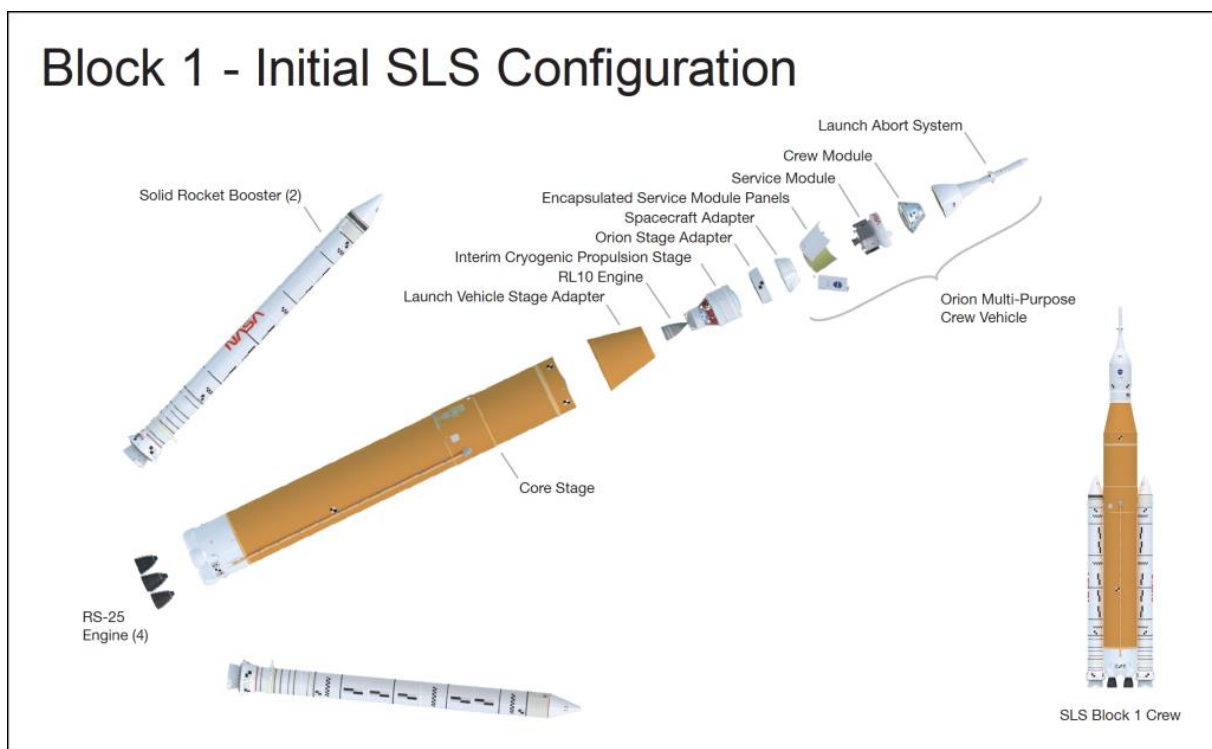 Block 1 - Initial SLS Configuration
Launch Abort System
Crew Module
Service Module
Solid Rocket Booster (2)
Encapsulated Service Module Panels
Spacecraft Adapter
Orion Stage Adapter
Interim Cryogenic Propulsion Stage
RL10 Engine
Launch Vehicle Stage Adapter
Orion Multi-Purpose
Crew Vehicle
NASA
Core Stage
RS-25
Engine (4)
SLS Block 1 Crew